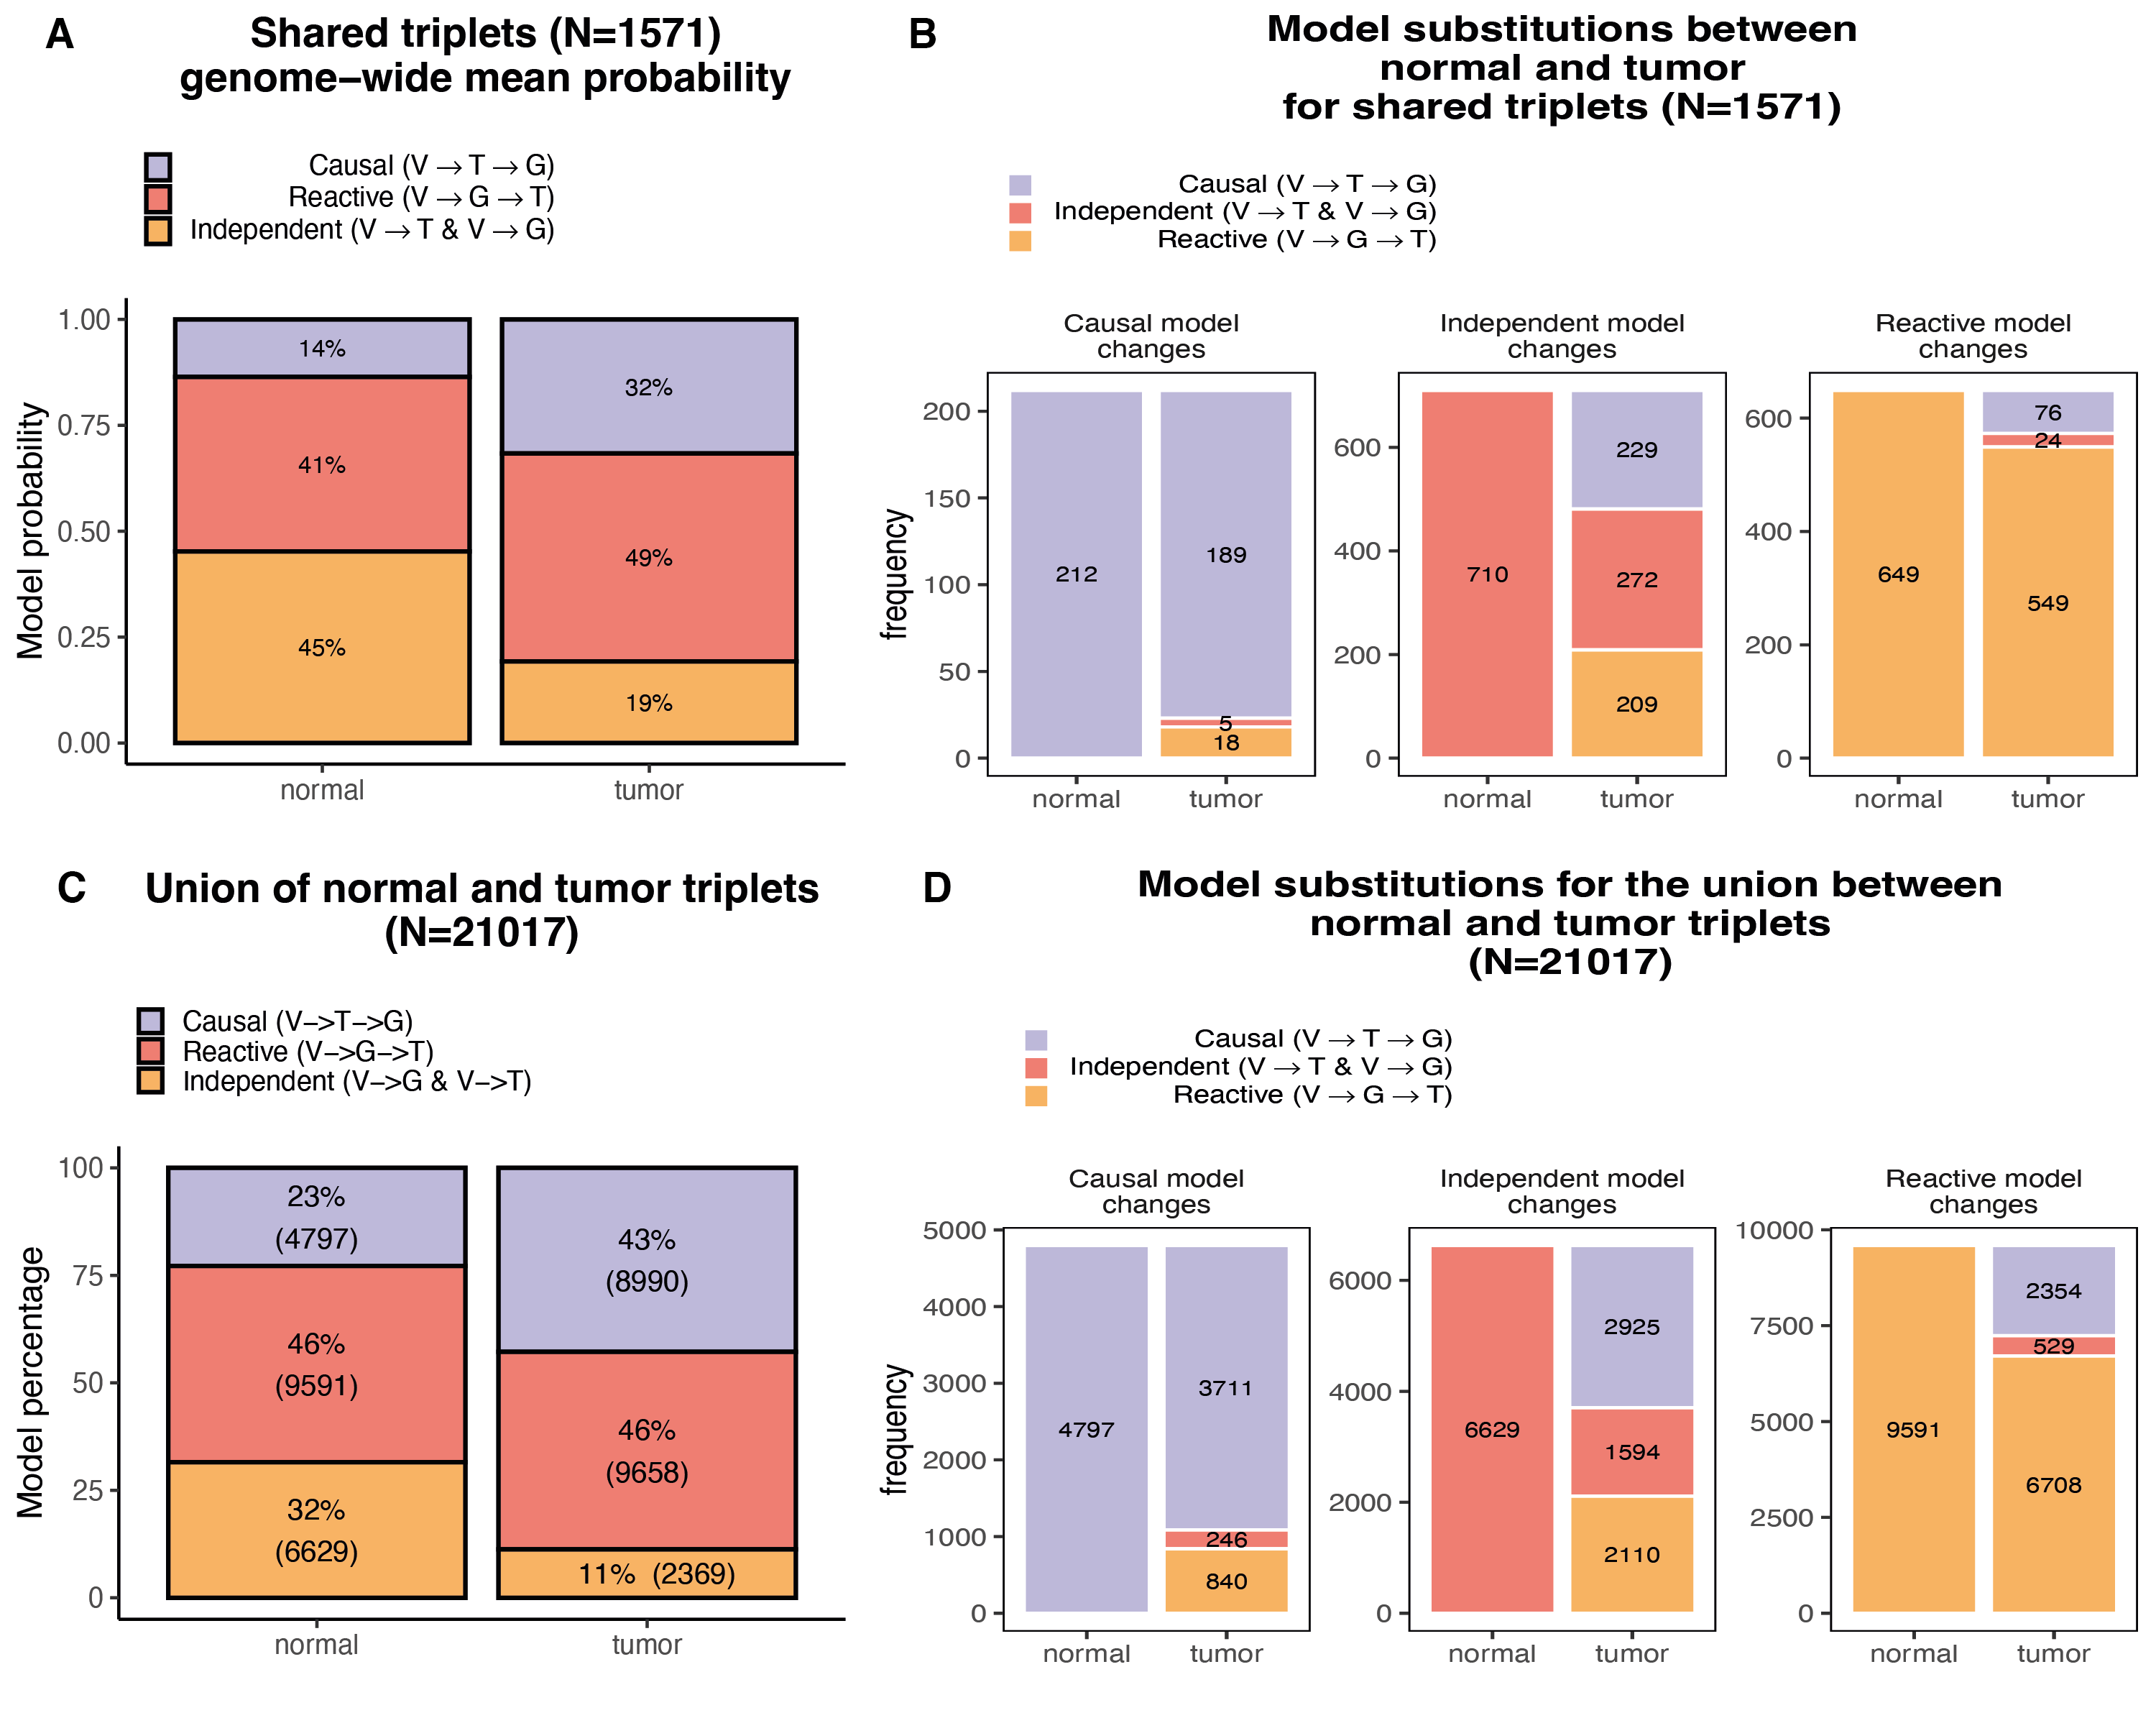 A
Shared triplets (N=1571)
genome–wide mean probability
Causal (V → T → G)
Reactive (V → G → T)
Independent (V → T & V → G)
Model probability
1.00
0.75
0.50
0.25
0.00
14%
41%
45%
32%
49%
19%
normal
tumor
B
Model substitutions between
normal and tumor
for shared triplets (N=1571)
Causal (V → T → G)
Independent (V → T & V → G)
Reactive (V → G → T)
frequency
Causal model
changes
200
150
100
50
0
212
189
5
18
normal
tumor
Independent model
changes
600
400
200
0
710
229
272
209
normal
tumor
Reactive model
changes
600
400
200
0
649
76
24
549
normal
tumor
C
Union of normal and tumor triplets
(N=21017)
Causal (V−>T−>G)
Reactive (V−>G−>T)
Independent (V−>G & V−>T)
Model percentage
100
75
50
25
0
23%
(4797)
46%
(9591)
32%
(6629)
43%
(8990)
46%
(9658)
11% (2369)
normal
tumor
D
Model substitutions for the union between
normal and tumor triplets
(N=21017)
Causal (V → T → G)
Independent (V → T & V → G)
Reactive (V → G → T)
frequency
Causal model
changes
5000
4000
3000
2000
1000
0
4797
3711
246
840
normal
tumor
Independent model
changes
6000
4000
2000
0
6629
2925
1594
2110
normal
tumor
Reactive model
changes
10000
7500
5000
2500
0
9591
2354
529
6708
normal
tumor